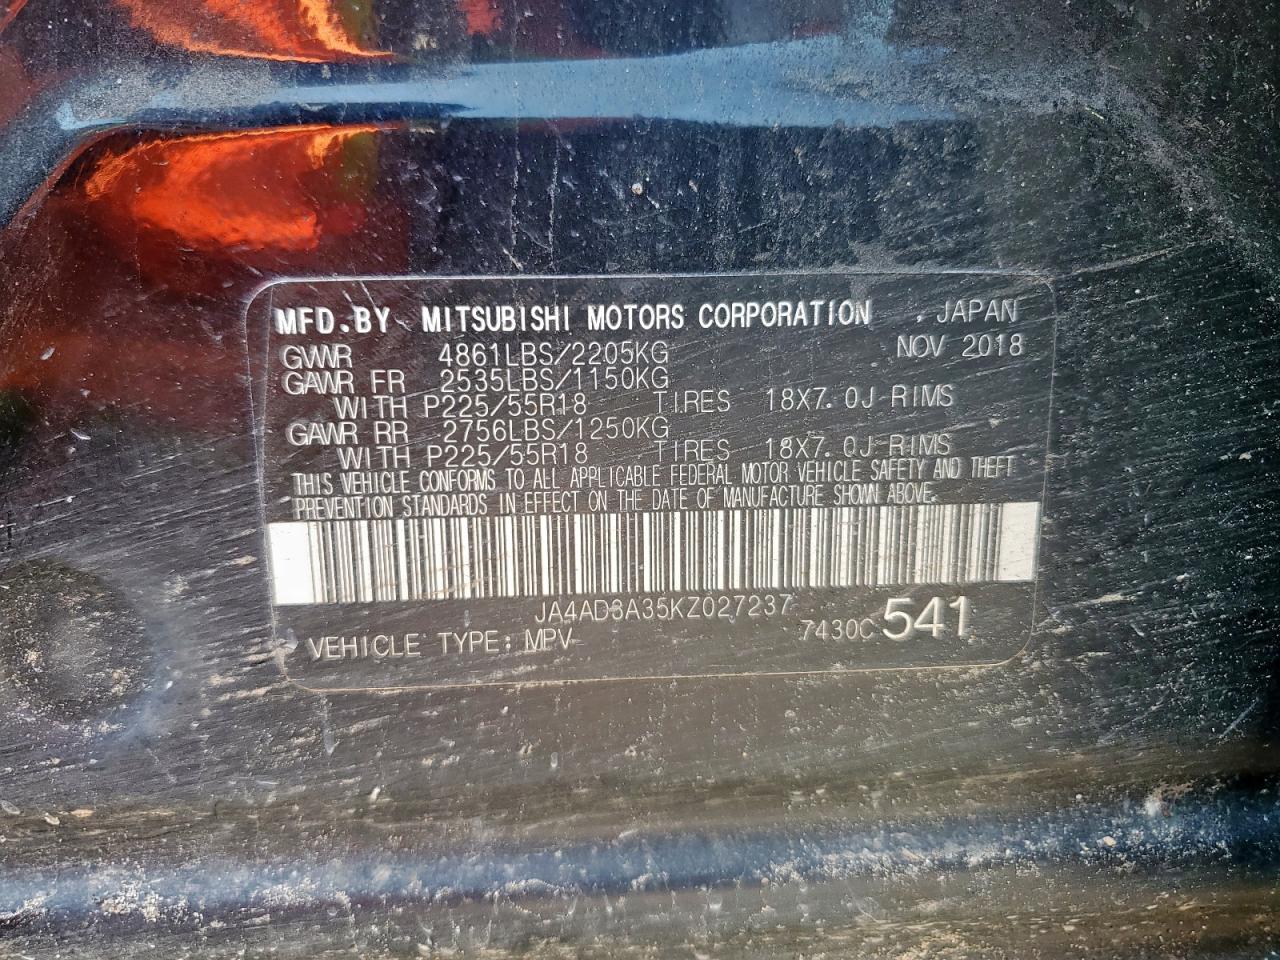 MFD.BY MITSUBISHI MOTORS CORPORATION , JAPAN
GVWR 4861LBS/2205KG NOV 2018
GAWR FR 2535LBS/1150KG
WITH P225/55R18 TIRES 18X7.0J RIMS
GAWR RR 2756LBS/1250KG
WITH P225/55R18 TIRES 18X7.0J RIMS
THIS VEHICLE CONFORMS TO ALL APPLICABLE FEDERAL MOTOR VEHICLE SAFETY AND THEFT
PREVENTION STANDARDS IN EFFECT ON THE DATE OF MANUFACTURE SHOWN ABOVE.
JA4AD3A35KZ027237
VEHICLE TYPE: MPV 7430C 541